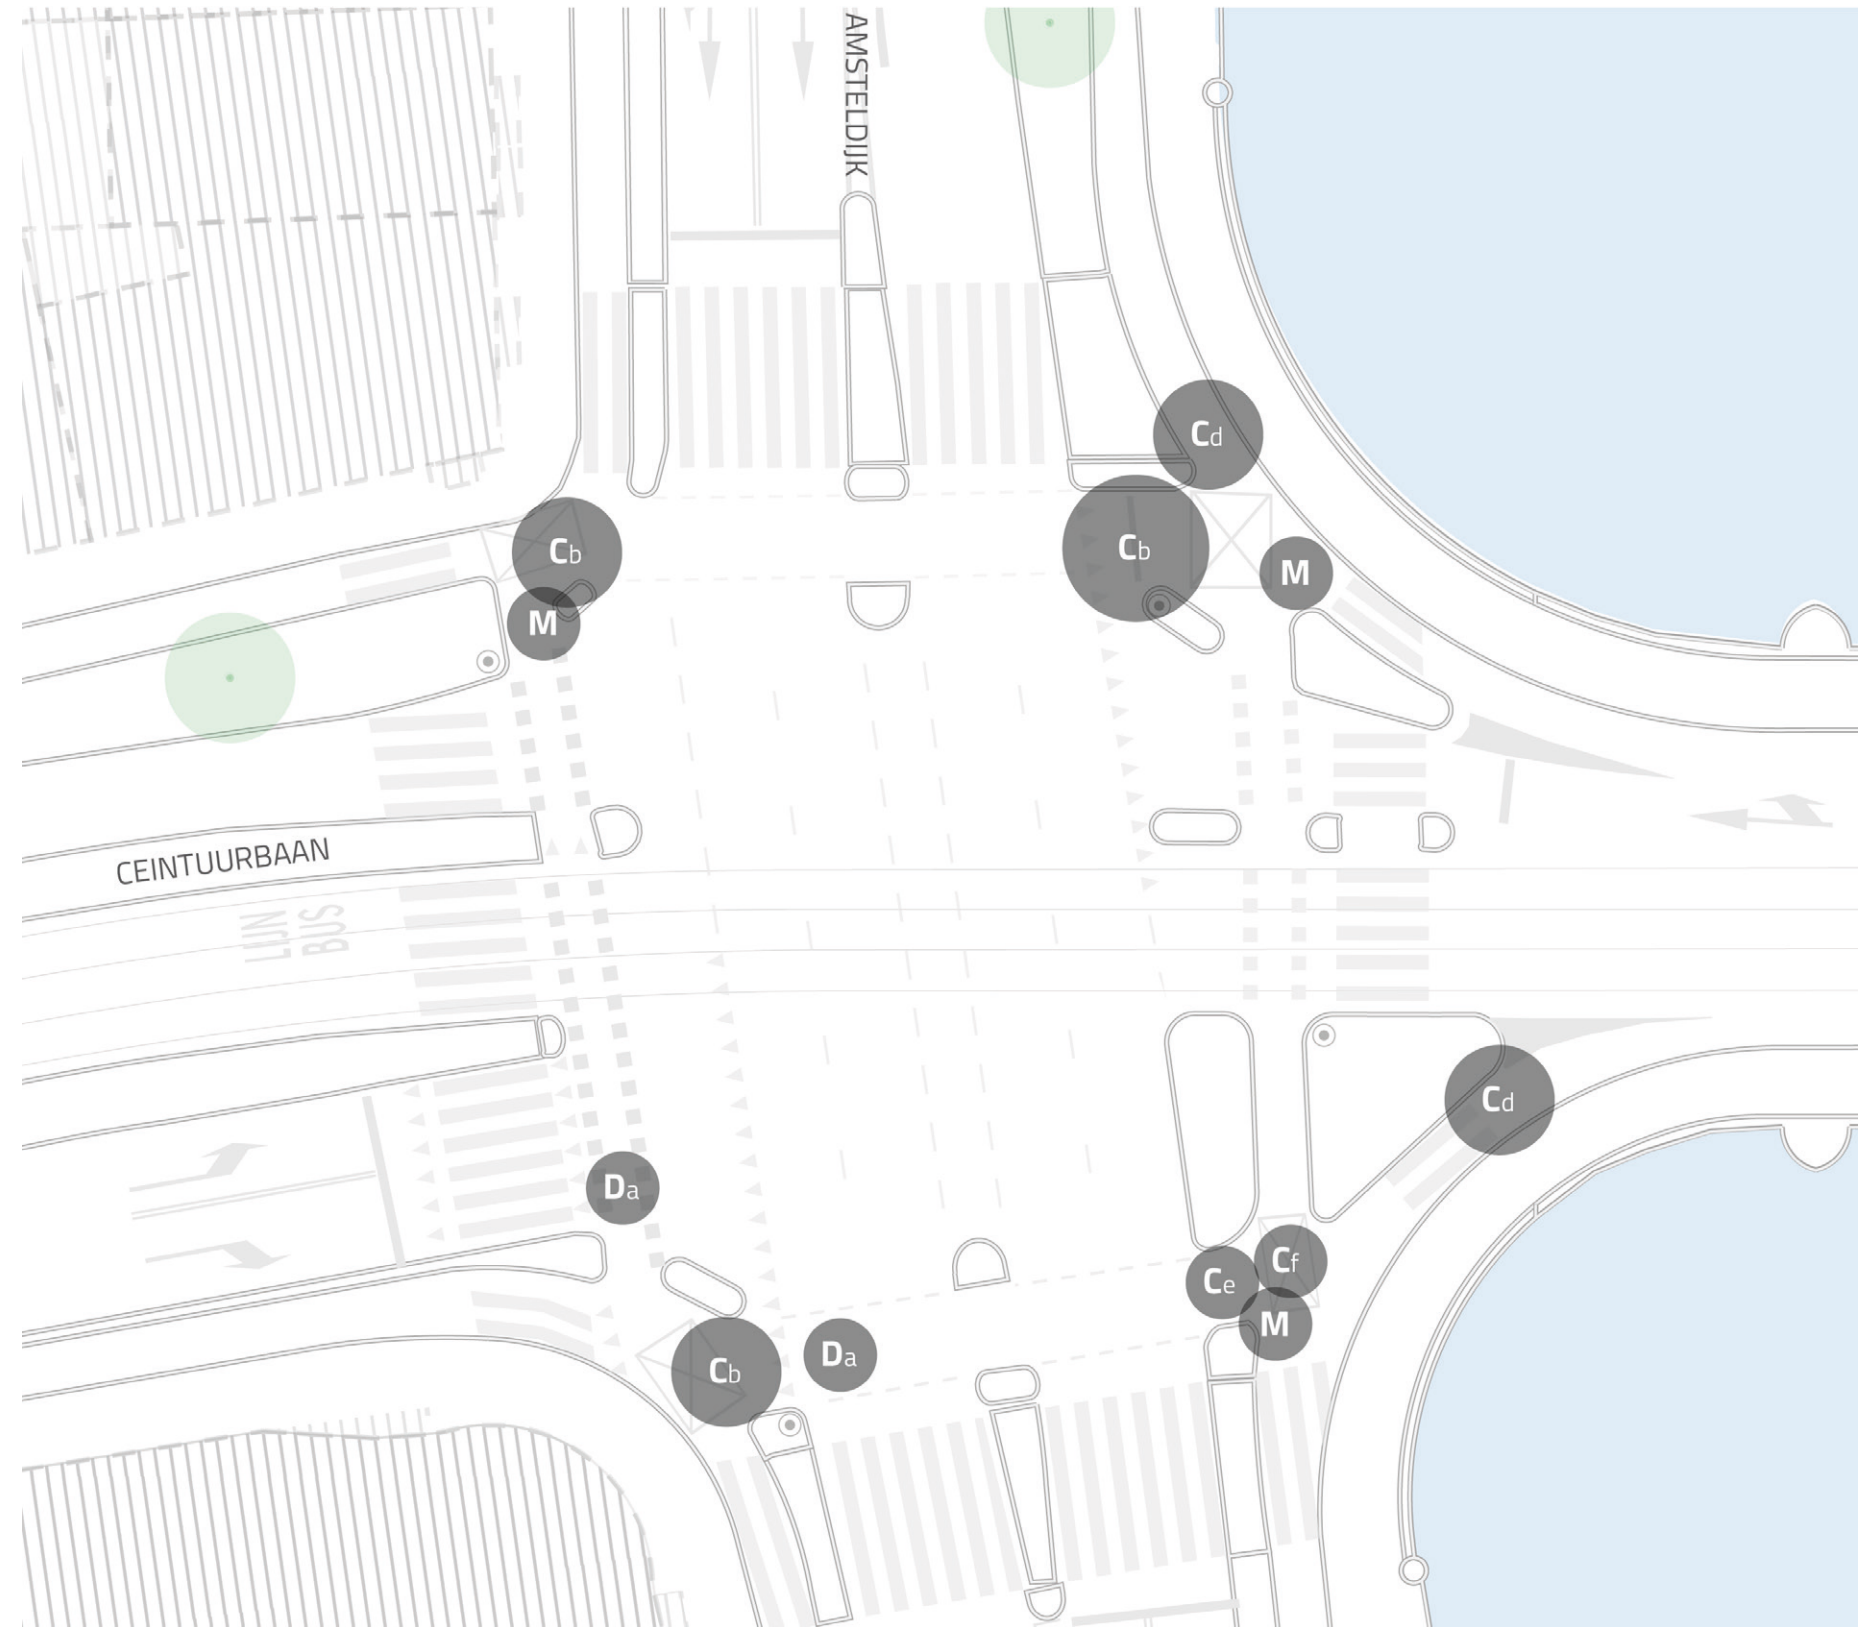 AMSTELDIJK
Cd
Cb
Cb
M
M
CEINTUURBAAN
LIJN
BUS
Cd
Da
Cf
Ce
M
Da
Cb